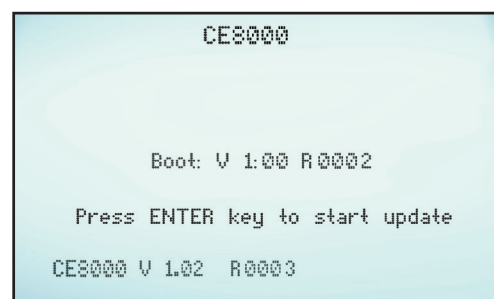 CE8000
Boot: V 1:00 R0002
Press ENTER key to start update
CE8000 V 1.02 R0003